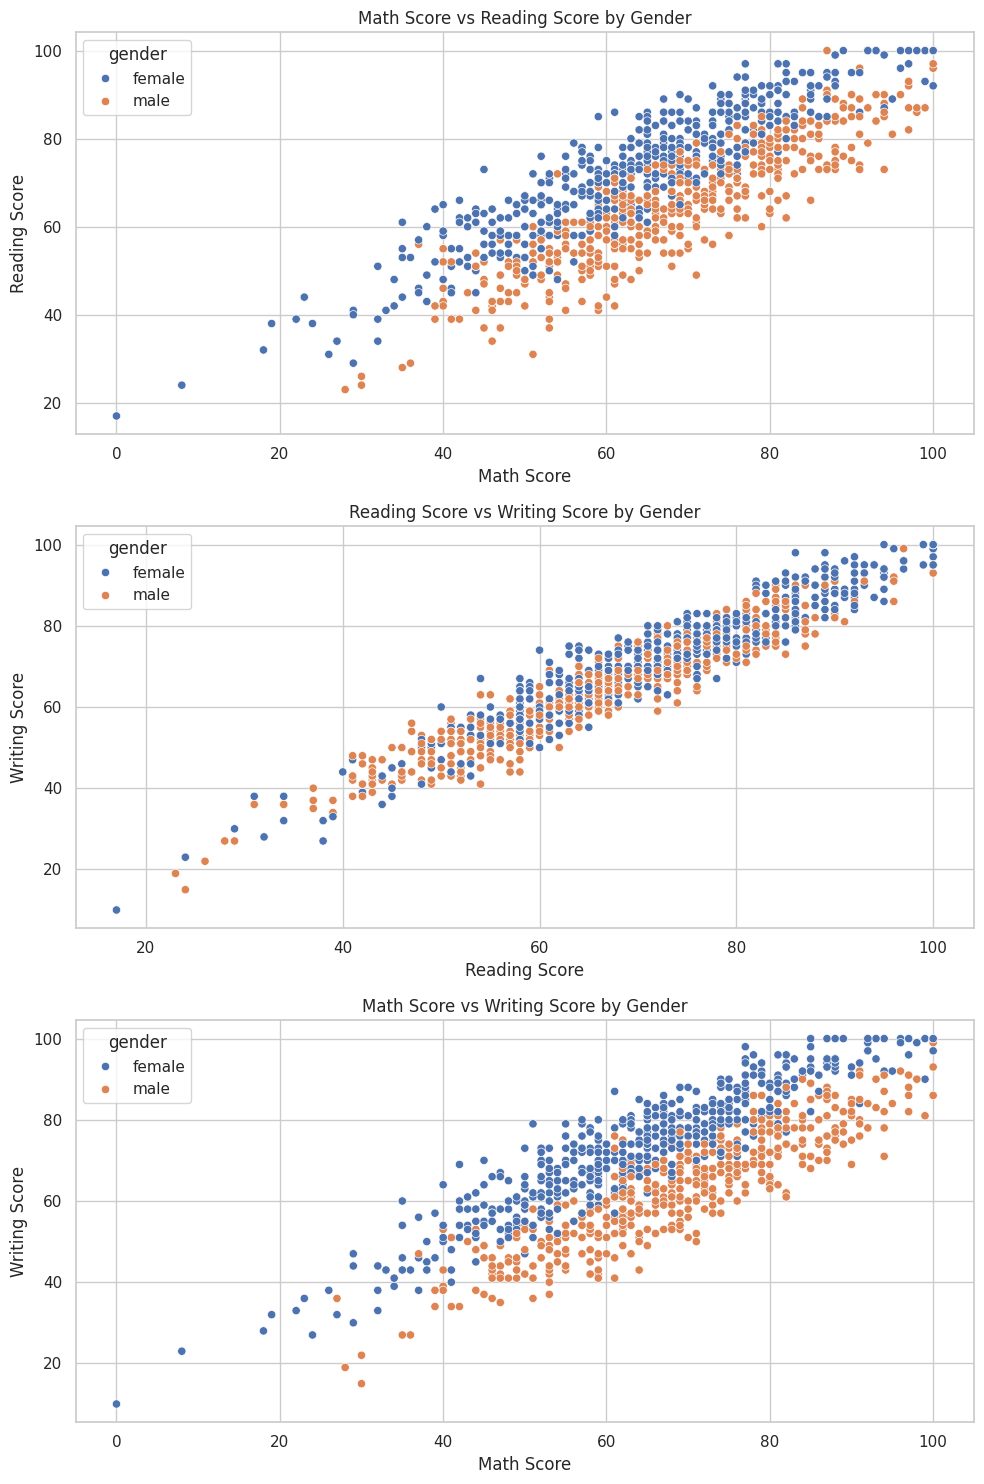 Math Score vs Reading Score by Gender
gender
female
male
100
80
60
40
20
Reading Score
0 20 40 60 80 100
Math Score
Reading Score vs Writing Score by Gender
gender
female
male
100
80
60
40
20
Writing Score
20 40 60 80 100
Reading Score
Math Score vs Writing Score by Gender
gender
female
male
100
80
60
40
20
Writing Score
0 20 40 60 80 100
Math Score